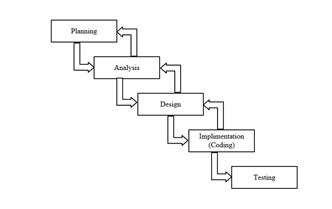 Planning
Analysis
Design
Implimentation
(Coding)
Testing